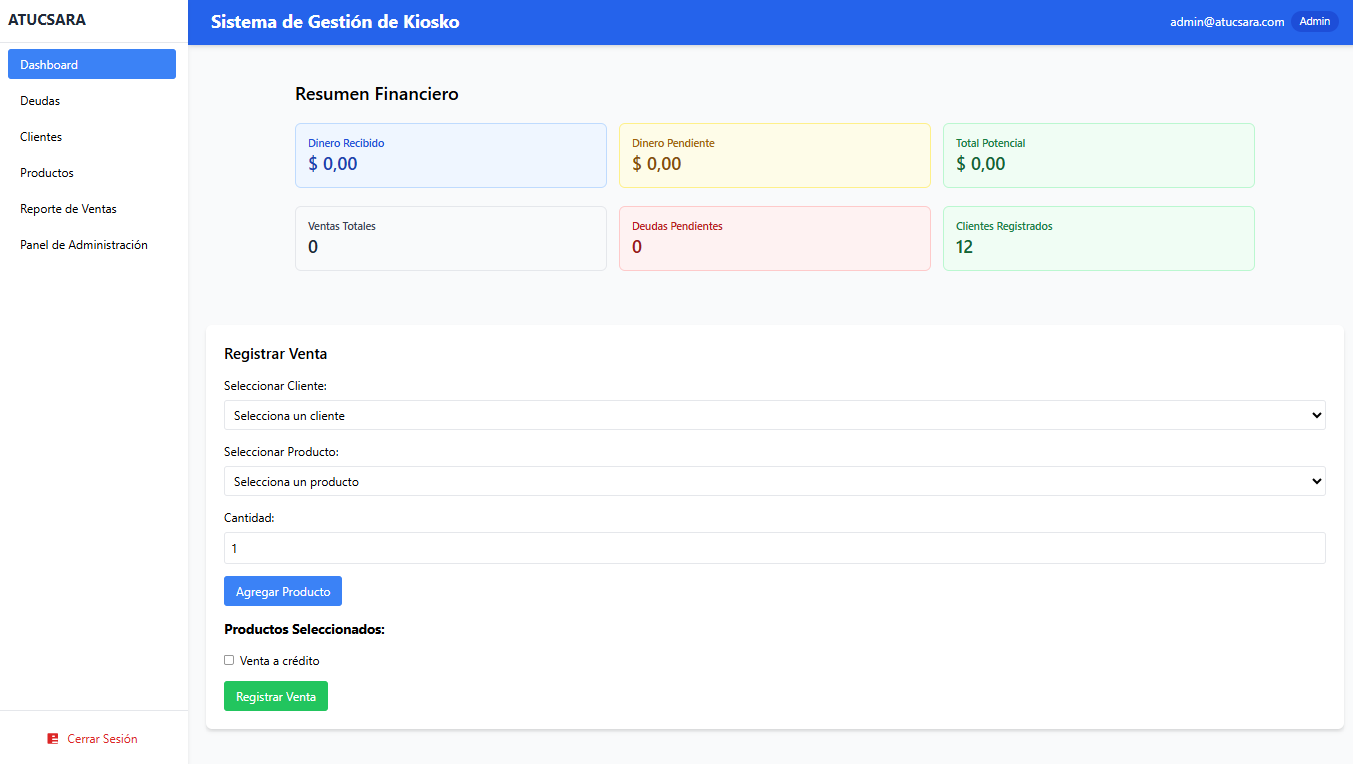 ATUCSARA
Sistema de Gestión de Kiosko
admin@atucsara.com
Admin
Dashboard
Deudas
Clientes
Productos
Reporte de Ventas
Panel de Administración
Cerrar Sesión
Resumen Financiero
Dinero Recibido
$ 0,00
Dinero Pendiente
$ 0,00
Total Potencial
$ 0,00
Ventas Totales
0
Deudas Pendientes
0
Clientes Registrados
12
Registrar Venta
Seleccionar Cliente:
Selecciona un cliente
Seleccionar Producto:
Selecciona un producto
Cantidad:
1
Agregar Producto
Productos Seleccionados:
Venta a crédito
Registrar Venta